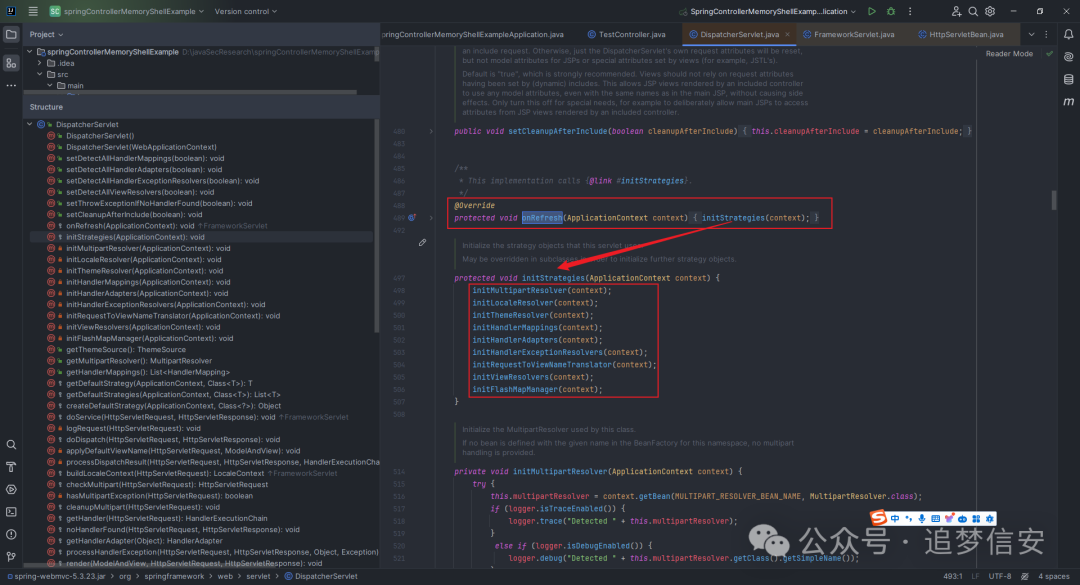 springControllerMemoryShellExample
Version control
SpringControllerMemoryShellExamp...lication
Project
springControllerMemoryShellExample D:\javaSecResearch\springControllerMemoryShellExamp
.idea
src
main
Structure
DispatcherServlet
DispatcherServlet()
DispatcherServlet(WebApplicationContext)
setDetectAllHandlerMappings(boolean): void
setDetectAllHandlerAdapters(boolean): void
setDetectAllHandlerExceptionResolvers(boolean): void
setDetectAllViewResolvers(boolean): void
setThrowExceptionIfNoHandlerFound(boolean): void
setCleanupAfterInclude(boolean): void
onRefresh(ApplicationContext): void ↑FrameworkServlet
initStrategies(ApplicationContext): void
initMultipartResolver(ApplicationContext): void
initLocaleResolver(ApplicationContext): void
initThemeResolver(ApplicationContext): void
initHandlerMappings(ApplicationContext): void
initHandlerAdapters(ApplicationContext): void
initHandlerExceptionResolvers(ApplicationContext): void
initRequestToViewNameTranslator(ApplicationContext): void
initViewResolvers(ApplicationContext): void
initFlashMapManager(ApplicationContext): void
getThemeSource(): ThemeSource
getMultipartResolver(): MultipartResolver
getHandlerMappings(): List<HandlerMapping>
getDefaultStrategy(ApplicationContext, Class<T>): T
getDefaultStrategies(ApplicationContext, Class<T>): List<T>
createDefaultStrategy(ApplicationContext, Class<?>): Object
doService(HttpServletRequest, HttpServletResponse): void ↑FrameworkServlet
logRequest(HttpServletRequest): void
doDispatch(HttpServletRequest, HttpServletResponse): void
applyDefaultViewName(HttpServletRequest, ModelAndView): void
processDispatchResult(HttpServletRequest, HttpServletResponse, HandlerExecutionCha
buildLocaleContext(HttpServletRequest): LocaleContext ↑FrameworkServlet
checkMultipart(HttpServletRequest): HttpServletRequest
hasMultipartException(HttpServletRequest): boolean
cleanupMultipart(HttpServletRequest): void
getHandler(HttpServletRequest): HandlerExecutionChain
noHandlerFound(HttpServletRequest, HttpServletResponse): void
getHandlerAdapter(Object): HandlerAdapter
processHandlerException(HttpServletRequest, HttpServletResponse, Object, Exception)
render(ModelAndView, HttpServletRequest, HttpServletResponse): void
pringControllerMemoryShellExampleApplication.java
TestController.java
DispatcherServlet.java
FrameworkServlet.java
HttpServletBean.java
Reader Mode
an include request. Otherwise, just the DispatcherServlet's own request attributes will be reset,
but not model attributes for JSPs or special attributes set by views (for example, JSTL's).
Default is "true", which is strongly recommended. Views should not rely on request attributes
having been set by (dynamic) includes. This allows JSP views rendered by an included controller
to use any model attributes, even with the same names as in the main JSP, without causing side
effects. Only turn this off for special needs, for example to deliberately allow main JSPs to access
attributes from JSP views rendered by an included controller.
public void setCleanupAfterInclude(boolean cleanupAfterInclude) { this.cleanupAfterInclude = cleanupAfterInclude; }
/**
* This implementation calls {@link #initStrategies}.
*/
@Override
protected void onRefresh(ApplicationContext context) { initStrategies(context); }
Initialize the strategy objects that this servlet uses.
May be overridden in subclasses in order to initialize further strategy objects.
protected void initStrategies(ApplicationContext context) {
initMultipartResolver(context);
initLocaleResolver(context);
initThemeResolver(context);
initHandlerMappings(context);
initHandlerAdapters(context);
initHandlerExceptionResolvers(context);
initRequestToViewNameTranslator(context);
initViewResolvers(context);
initFlashMapManager(context);
}
Initialize the MultipartResolver used by this class.
If no bean is defined with the given name in the BeanFactory for this namespace, no multipart
handling is provided.
private void initMultipartResolver(ApplicationContext context) {
try {
this.multipartResolver = context.getBean(MULTIPART_RESOLVER_BEAN_NAME, MultipartResolver.class);
if (logger.isTraceEnabled()) {
logger.trace("Detected " + this.multipartResolver);
}
else if (logger.isDebugEnabled()) {
logger.debug("Detected " + this.multipartResolver.getClass().getSimpleName());
中
公众号 · 追梦信安
spring-webmvc-5.3.23.jar > org > springframework > web > servlet > DispatcherServlet
493:1 LF UTF-8 4 spaces